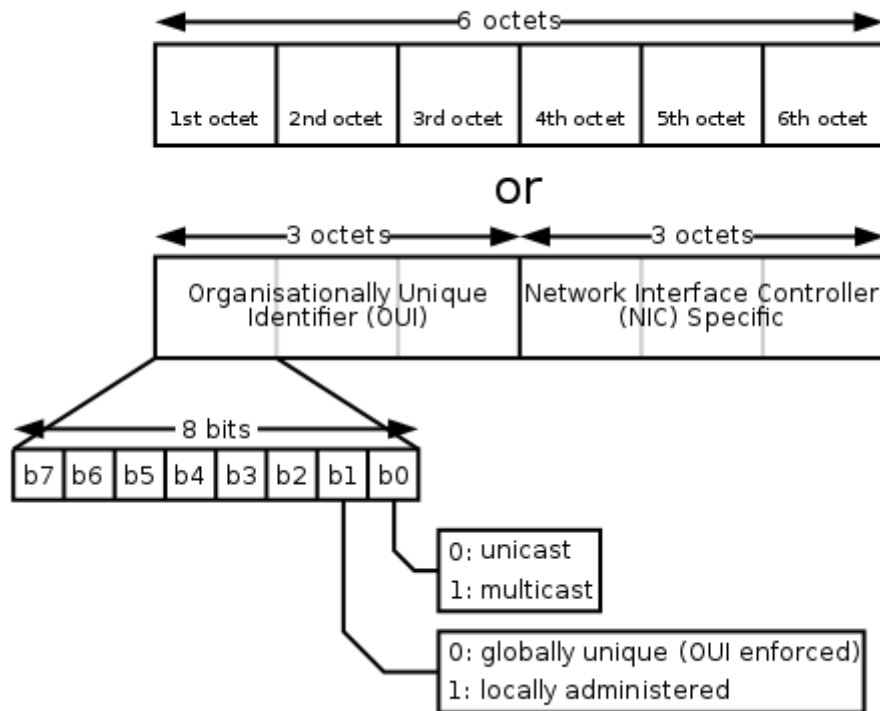 6 octets
1st octet 2nd octet 3rd octet 4th octet 5th octet 6th octet
or
3 octets 3 octets
Organisationally Unique
Identifier (OUI)
Network Interface Controller
(NIC) Specific
8 bits
b7 b6 b5 b4 b3 b2 b1 b0
0: unicast
1: multicast
0: globally unique (OUI enforced)
1: locally administered